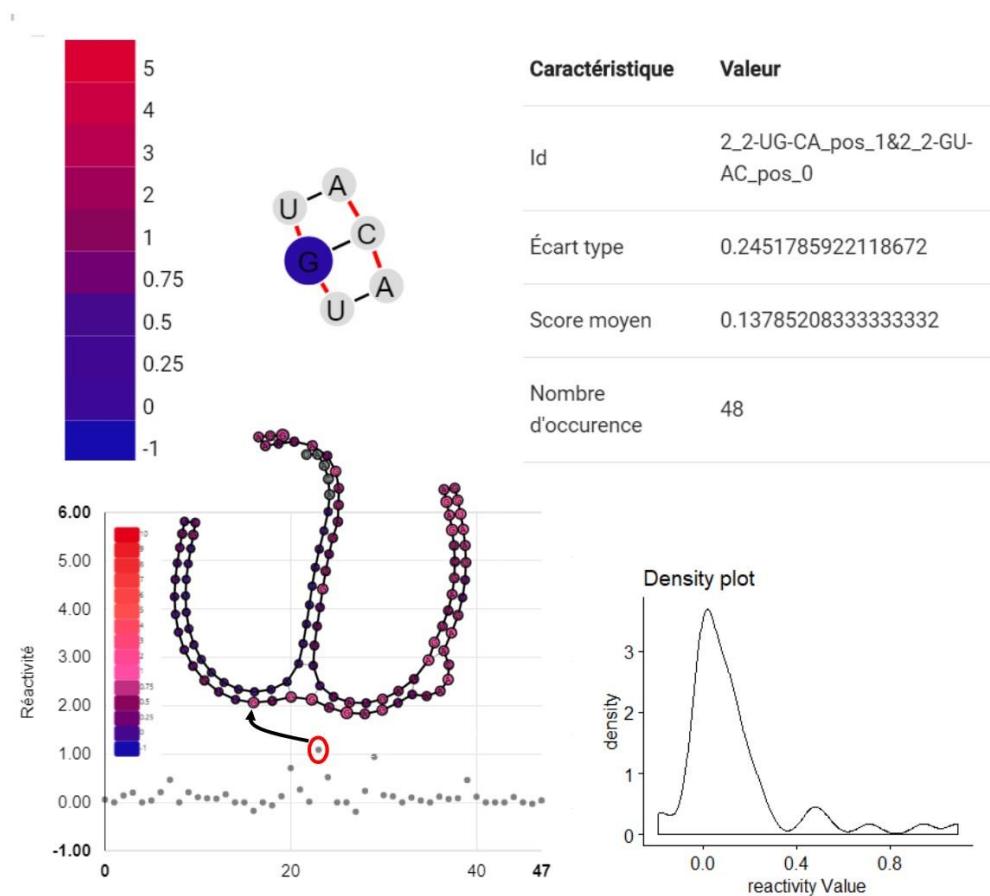 5
4
3
2
1
0.75
0.5
0.25
0
-1
A
U
C
G
A
U
Caractéristique Valeur
Id 2_2-UG-CA_pos_1&2_2-GU-
AC_pos_0
Écart type 0.2451785922118672
Score moyen 0.13785208333333332
Nombre
d'occurence 48
6.00
5.00
4.00
3.00
2.00
1.00
0.00
-1.00
Réactivité
0 20 40 47
Density plot
3
2
1
0
density
0.0 0.4 0.8
reactivity Value